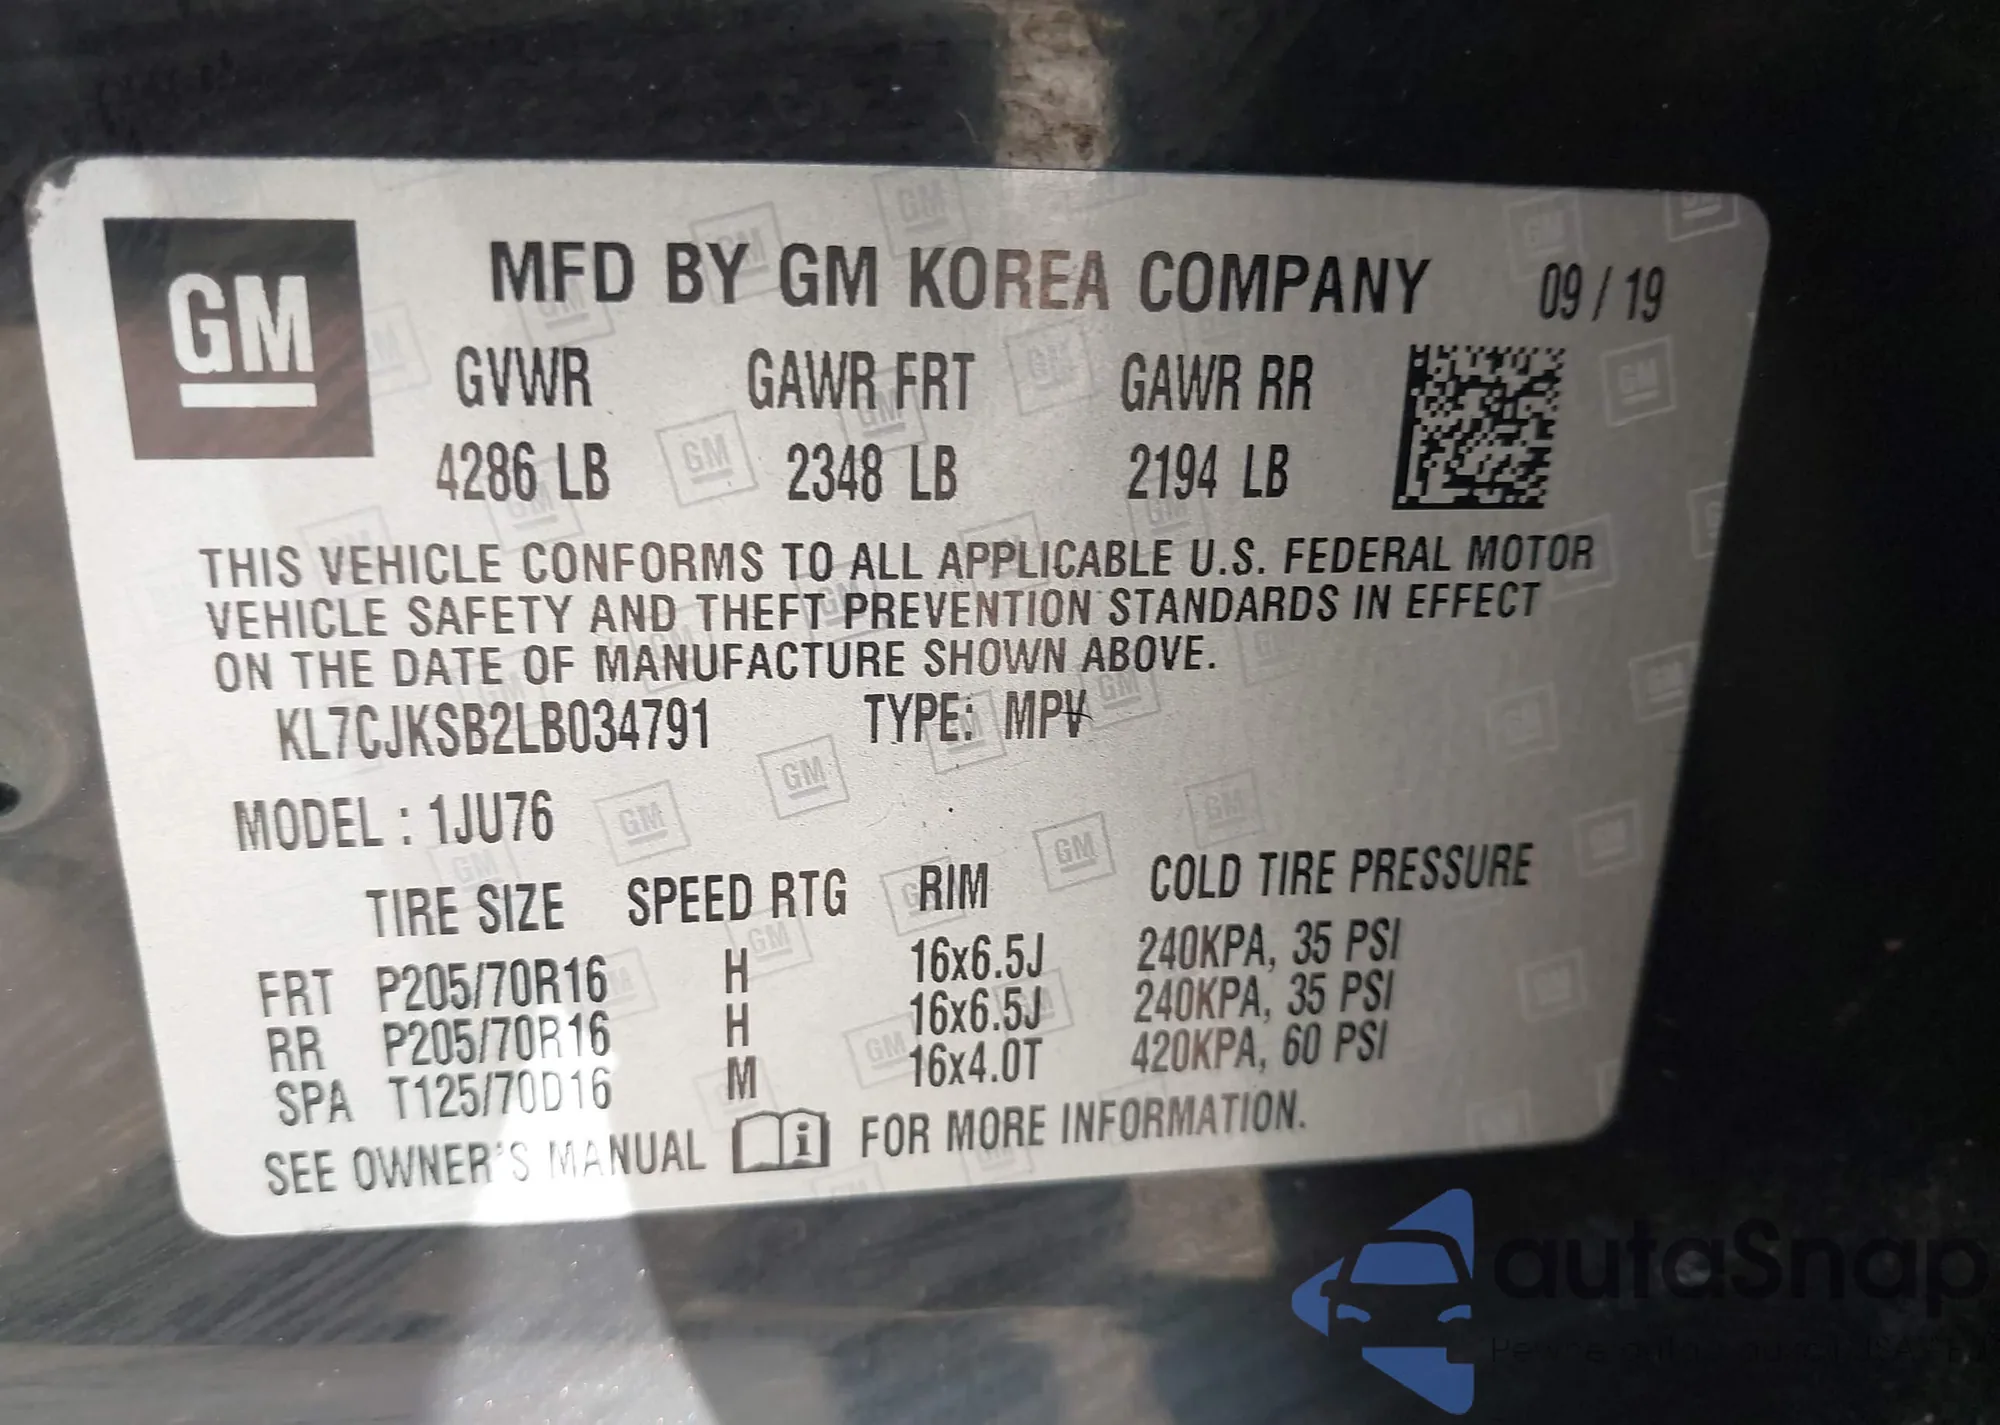 GM
MFD BY GM KOREA COMPANY 09 / 19
GVWR GAWR FRT GAWR RR
4286 LB 2348 LB 2194 LB
THIS VEHICLE CONFORMS TO ALL APPLICABLE U.S. FEDERAL MOTOR
VEHICLE SAFETY AND THEFT PREVENTION STANDARDS IN EFFECT
ON THE DATE OF MANUFACTURE SHOWN ABOVE.
KL7CJKSB2LB034791 TYPE: MPV
MODEL : 1JU76
TIRE SIZE SPEED RTG RIM COLD TIRE PRESSURE
FRT P205/70R16 H 16x6.5J 240KPA, 35 PSI
RR P205/70R16 H 16x6.5J 240KPA, 35 PSI
SPA T125/70D16 M 16x4.0T 420KPA, 60 PSI
SEE OWNER'S MANUAL i FOR MORE INFORMATION.
autaSnap